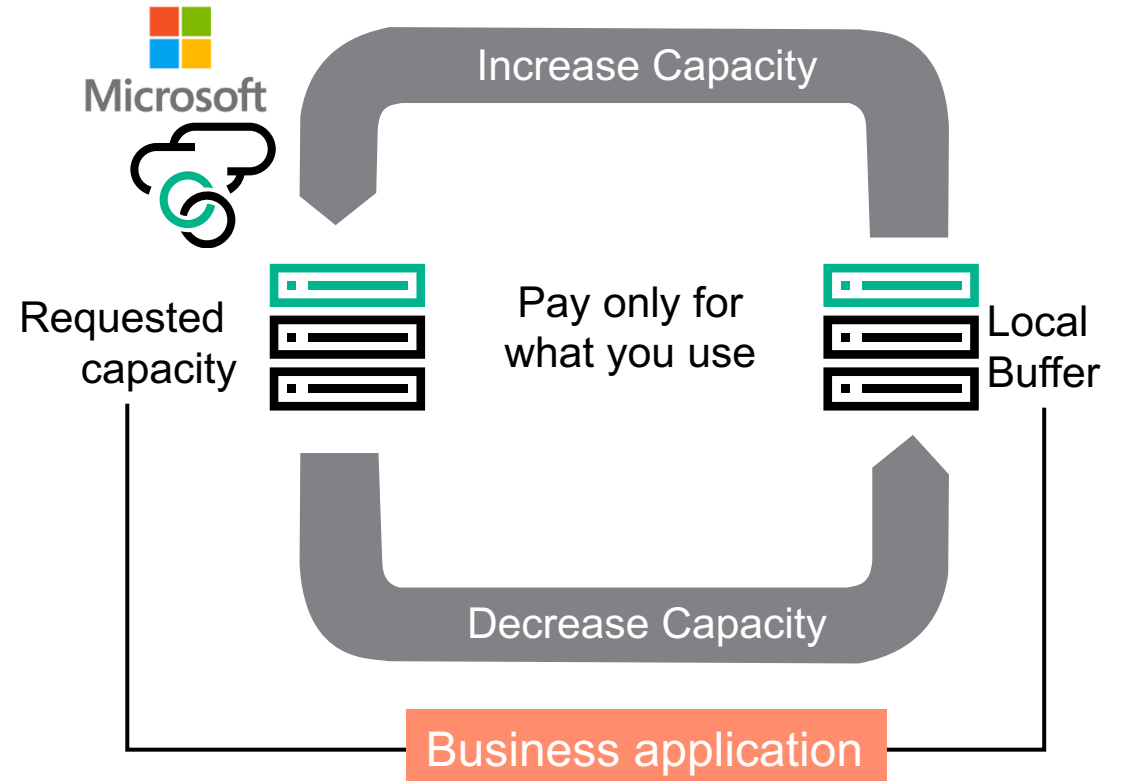 Microsoft
Increase Capacity
Requested
capacity
Pay only for
what you use
Local
Buffer
Decrease Capacity
Business application